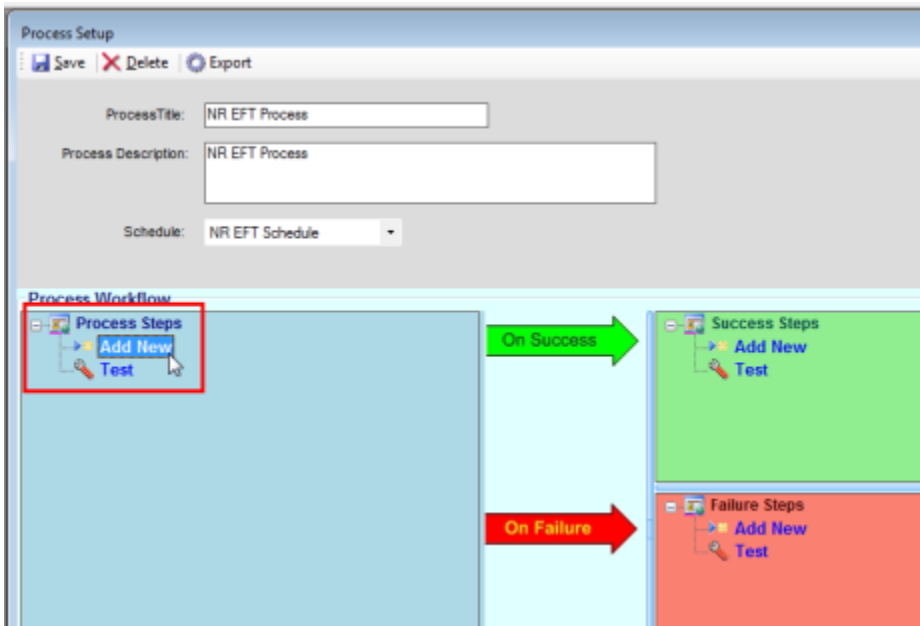 Process Setup
Save Delete Export
ProcessTitle: NR EFT Process
Process Description: NR EFT Process
Schedule: NR EFT Schedule
Process Workflow
Process Steps
Add New
Test
On Success
Success Steps
Add New
Test
On Failure
Failure Steps
Add New
Test